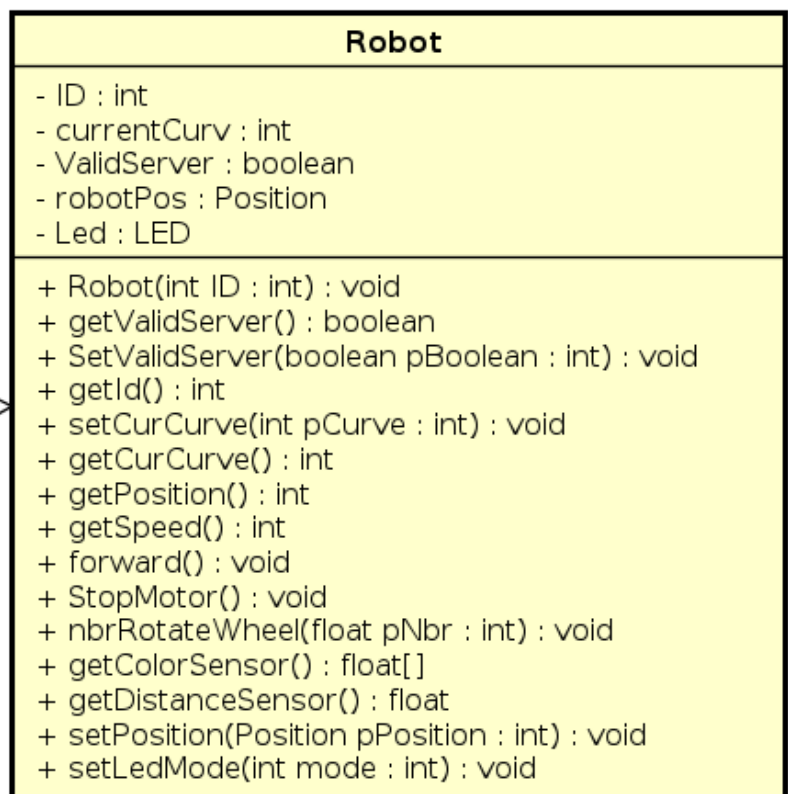 Robot
- ID : int
- currentCurv : int
- ValidServer : boolean
- robotPos : Position
- Led : LED
+ Robot(int ID : int) : void
+ getValidServer() : boolean
+ SetValidServer(boolean pBoolean : int) : void
+ getId() : int
+ setCurCurve(int pCurve : int) : void
+ getCurCurve() : int
+ getPosition() : int
+ getSpeed() : int
+ forward() : void
+ StopMotor() : void
+ nbrRotateWheel(float pNbr : int) : void
+ getColorSensor() : float[]
+ getDistanceSensor() : float
+ setPosition(Position pPosition : int) : void
+ setLedMode(int mode : int) : void